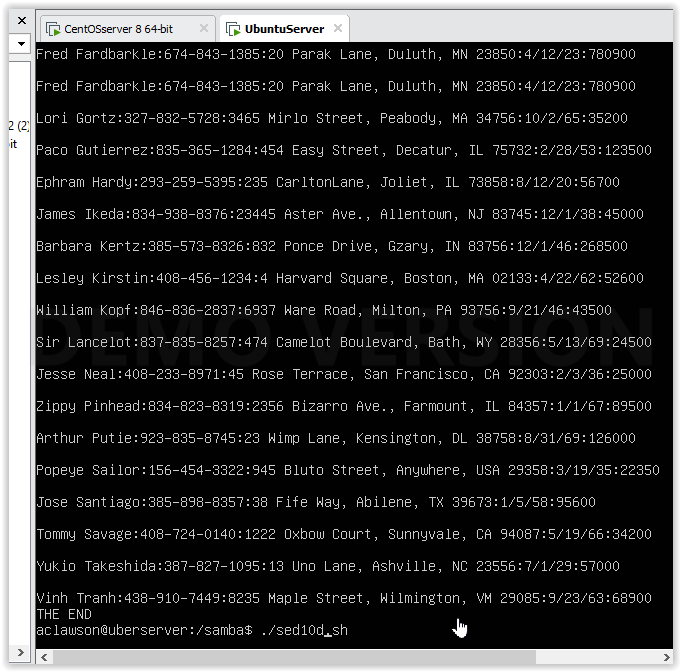 CentOSserver 8 64-bit
UbuntuServer
2 (2)
it
Fred Fardbarkle:674-843-1385:20 Parak Lane, Duluth, MN 23850:4/12/23:780900
Fred Fardbarkle:674-843-1385:20 Parak Lane, Duluth, MN 23850:4/12/23:780900
Lori Gortz:327-832-5728:3465 Mirlo Street, Peabody, MA 34756:10/2/65:35200
Paco Gutierrez:835-365-1284:454 Easy Street, Decatur, IL 75732:2/28/53:123500
Ephram Hardy:293-259-5395:235 CarltonLane, Joliet, IL 73858:8/12/20:56700
James Ikeda:834-938-8376:23445 Aster Ave., Allentown, NJ 83745:12/1/38:45000
Barbara Kertz:385-573-8326:832 Ponce Drive, Gzary, IN 83756:12/1/46:268500
Lesley Kirstin:408-456-1234:4 Harvard Square, Boston, MA 02133:4/22/62:52600
William Kopf:846-836-2837:6937 Ware Road, Milton, PA 93756:9/21/46:43500
DEMO VERSION
Sir Lancelot:837-835-8257:474 Camelot Boulevard, Bath, WY 28356:5/13/69:24500
Jesse Neal:408-233-8971:45 Rose Terrace, San Francisco, CA 92303:2/3/36:25000
Zippy Pinhead:834-823-8319:2356 Bizarro Ave., Farmount, IL 84357:1/1/67:89500
Arthur Putie:923-835-8745:23 Wimp Lane, Kensington, DL 38758:8/31/69:126000
Popeye Sailor:156-454-3322:945 Bluto Street, Anywhere, USA 29358:3/19/35:22350
Jose Santiago:385-898-8357:38 Fife Way, Abilene, TX 39673:1/5/58:95600
Tommy Savage:408-724-0140:1222 Oxbow Court, Sunnyvale, CA 94087:5/19/66:34200
Yukio Takeshida:387-827-1095:13 Uno Lane, Ashville, NC 23556:7/1/29:57000
Vinh Tranh:438-910-7449:8235 Maple Street, Wilmington, VM 29085:9/23/63:68900
THE END
aclawson@uberserver:/samba$ ./sed10d.sh